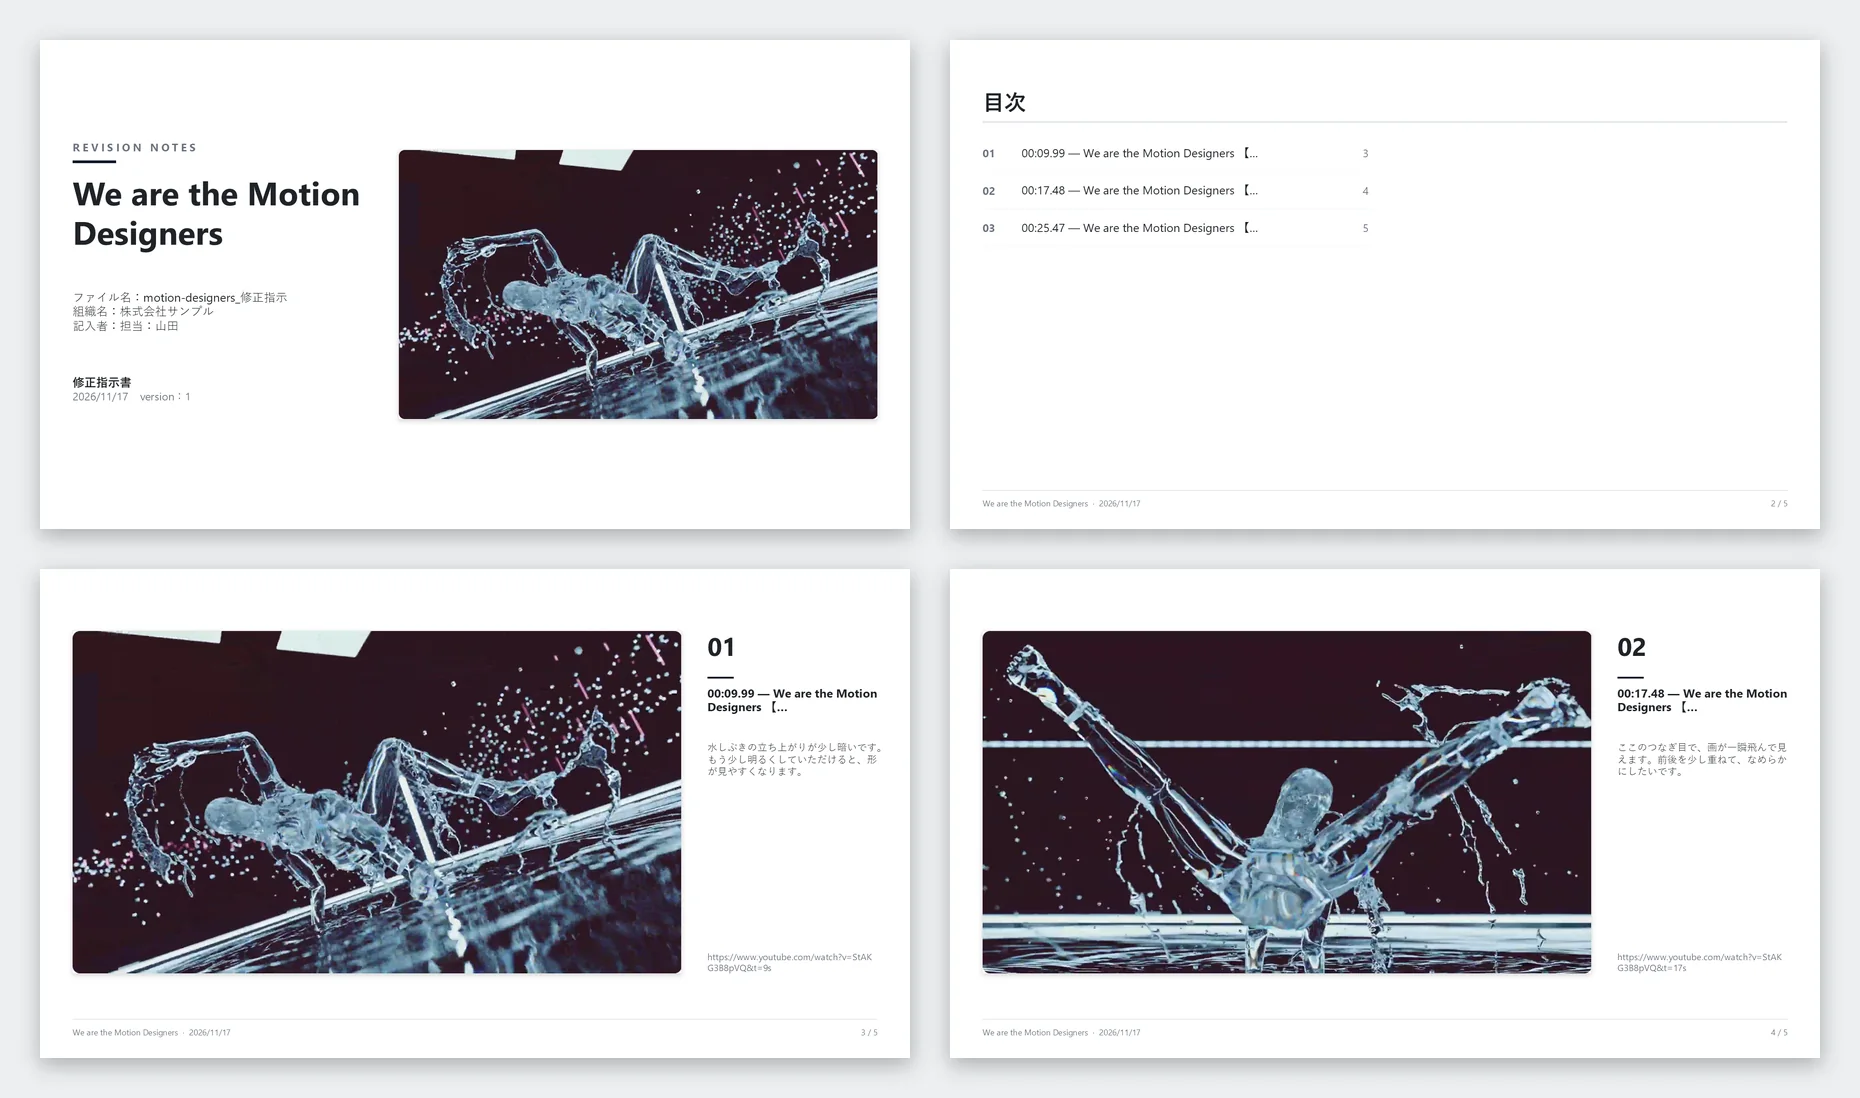 REVISION NOTES
We are the Motion
Designers
ファイル名：motion-designers_修正指示
組織名：株式会社サンプル
記入者：担当：山田
修正指示書
2026/11/17 version：1
目次
01 00:09.99 — We are the Motion Designers 【... 3
02 00:17.48 — We are the Motion Designers 【... 4
03 00:25.47 — We are the Motion Designers 【... 5
We are the Motion Designers · 2026/11/17 2 / 5
01
00:09.99 — We are the Motion
Designers 【...
水しぶきの立ち上がりが少し暗いです。
もう少し明るくしていただけると、形
が見やすくなります。
https://www.youtube.com/watch?v=StAK
G3B8pVQ&t=9s
We are the Motion Designers · 2026/11/17 3 / 5
02
00:17.48 — We are the Motion
Designers 【...
ここのつなぎ目で、画が一瞬飛んで見
えます。前後を少し重ねて、なめらか
にしたいです。
https://www.youtube.com/watch?v=StAK
G3B8pVQ&t=17s
We are the Motion Designers · 2026/11/17 4 / 5